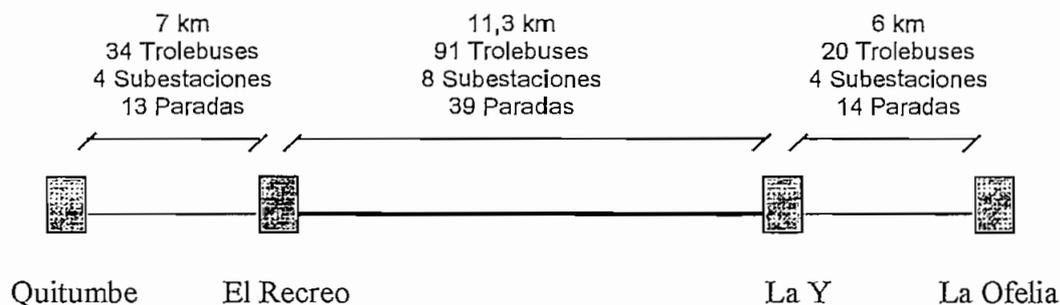 7 km
34 Trolebuses
4 Subestaciones
13 Paradas
11,3 km
91 Trolebuses
8 Subestaciones
39 Paradas
6 km
20 Trolebuses
4 Subestaciones
14 Paradas
Quitumbe
El Recreo
La Y
La Ofelia